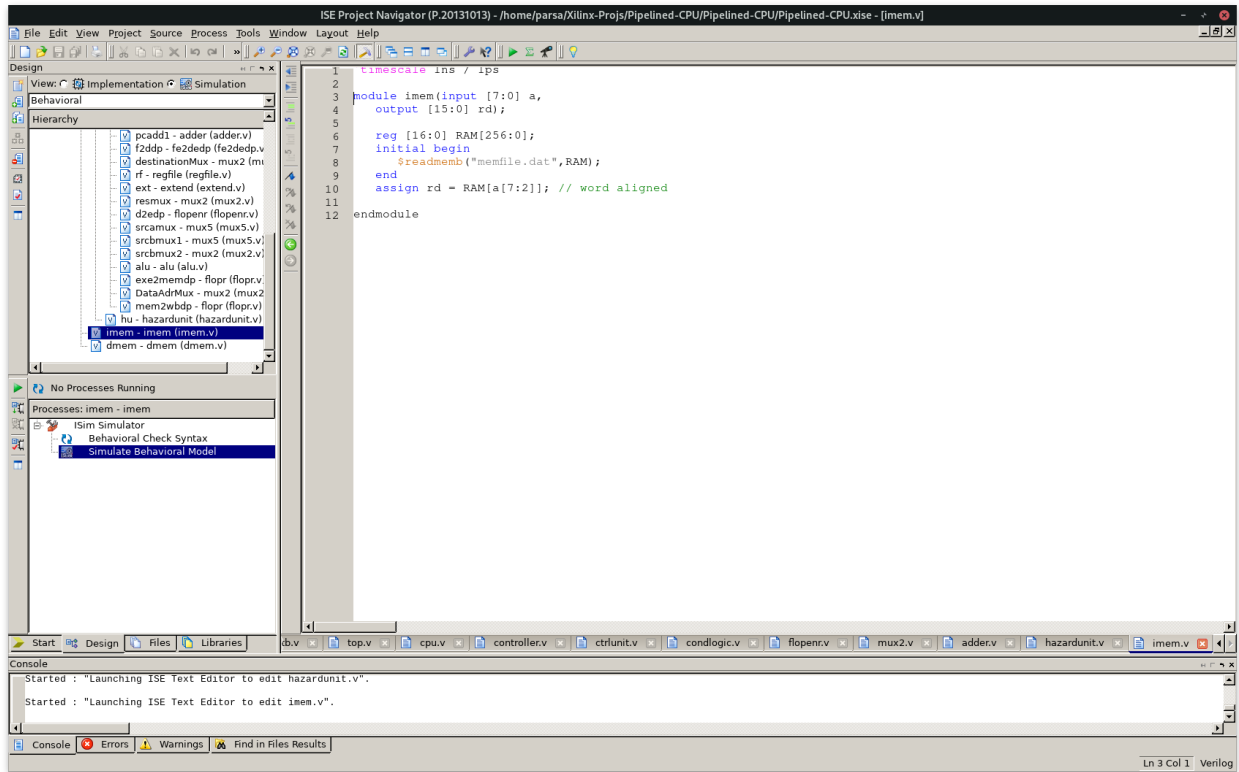 ISE Project Navigator (P.20131013) - /home/parsa/Xilinx-Projs/Pipelined-CPU/Pipelined-CPU/Pipelined-CPU.xise - [imem.v]
File Edit View Project Source Process Tools Window Layout Help
Design
View: Implementation Simulation
Behavioral
Hierarchy
pcadd1 - adder (adder.v)
f2ddp - fe2dedp (fe2dedp.v
destinationMux - mux2 (mu
rf - regfile (regfile.v)
ext - extend (extend.v)
resmux - mux2 (mux2.v)
d2edp - flopenr (flopenr.v)
srcamux - mux5 (mux5.v)
srcbmux1 - mux5 (mux5.v)
srcbmux2 - mux2 (mux2.v)
alu - alu (alu.v)
exe2memdp - flopr (flopr.v
DataAdrMux - mux2 (mux2
mem2wbdp - flopr (flopr.v)
hu - hazardunit (hazardunit.v)
imem - imem (imem.v)
dmem - dmem (dmem.v)
No Processes Running
Processes: imem - imem
ISim Simulator
Behavioral Check Syntax
Simulate Behavioral Model
Start Design Files Libraries
1 `timescale 1ns / 1ps
2
3 module imem(input [7:0] a,
4 output [15:0] rd);
5
6 reg [16:0] RAM[256:0];
7 initial begin
8 $readmemb("memfile.dat",RAM);
9 end
10 assign rd = RAM[a[7:2]]; // word aligned
11
12 endmodule
cb.v top.v cpu.v controller.v ctrlunit.v condlogic.v flopenr.v mux2.v adder.v hazardunit.v imem.v
Console
Started : "Launching ISE Text Editor to edit hazardunit.v".
Started : "Launching ISE Text Editor to edit imem.v".
Console Errors Warnings Find in Files Results
Ln 3 Col 1 Verilog